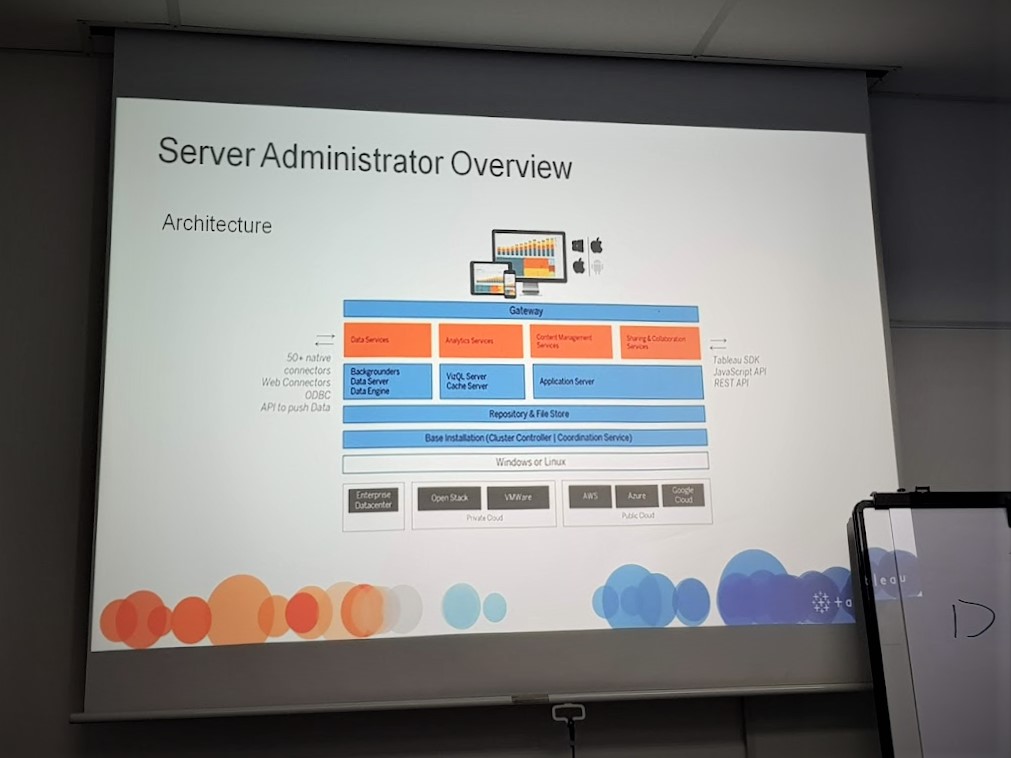 Server Administrator Overview
Architecture
Gateway
Data Services
Analytics Services
Content Management
Services
Sharing & Collaboration
Services
50+ native
connectors
Web Connectors
ODBC
API to push Data
Backgrounders
Data Server
Data Engine
VizQL Server
Cache Server
Application Server
Tableau SDK
JavaScript API
REST API
Repository & File Store
Base Installation (Cluster Controller | Coordination Service)
Windows or Linux
Enterprise
Datacenter
Open Stack
VMWare
Private Cloud
AWS
Azure
Google
Cloud
Public Cloud
tableau
D